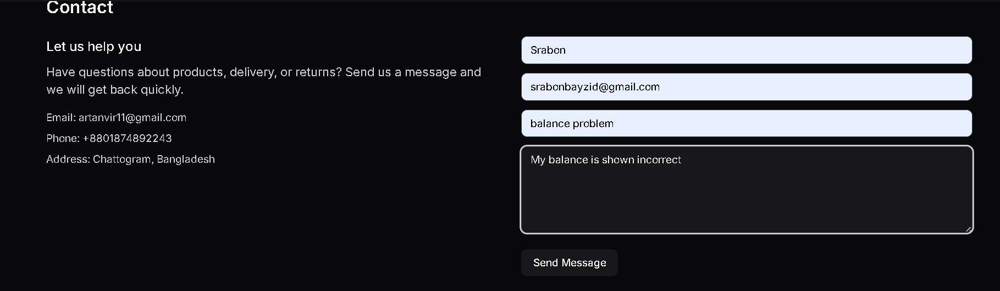 Contact
Let us help you
Have questions about products, delivery, or returns? Send us a message and
we will get back quickly.
Email: artanvir11@gmail.com
Phone: +8801874892243
Address: Chattogram, Bangladesh
Srabon
srabonbayzid@gmail.com
balance problem
My balance is shown incorrect
Send Message